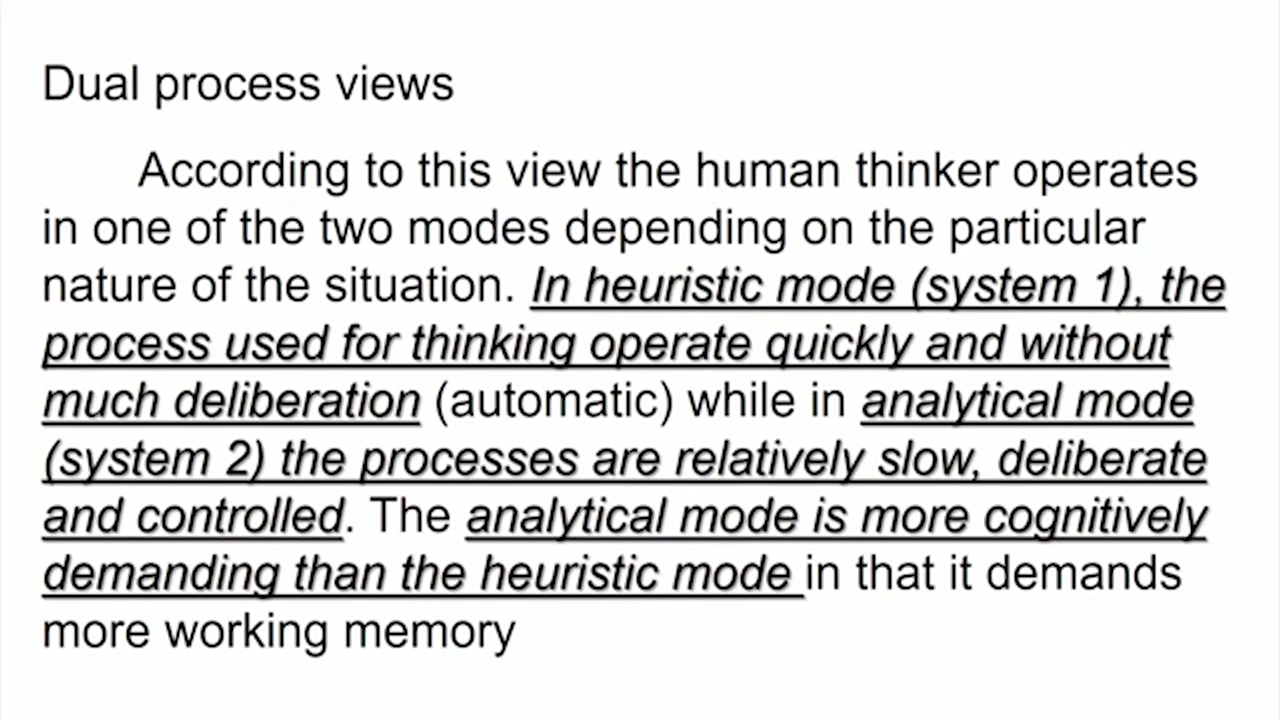 Dual process views
According to this view the human thinker operates
in one of the two modes depending on the particular
nature of the situation. In heuristic mode (system 1), the
process used for thinking operate quickly and without
much deliberation (automatic) while in analytical mode
(system 2) the processes are relatively slow, deliberate
and controlled. The analytical mode is more cognitively
demanding than the heuristic mode in that it demands
more working memory